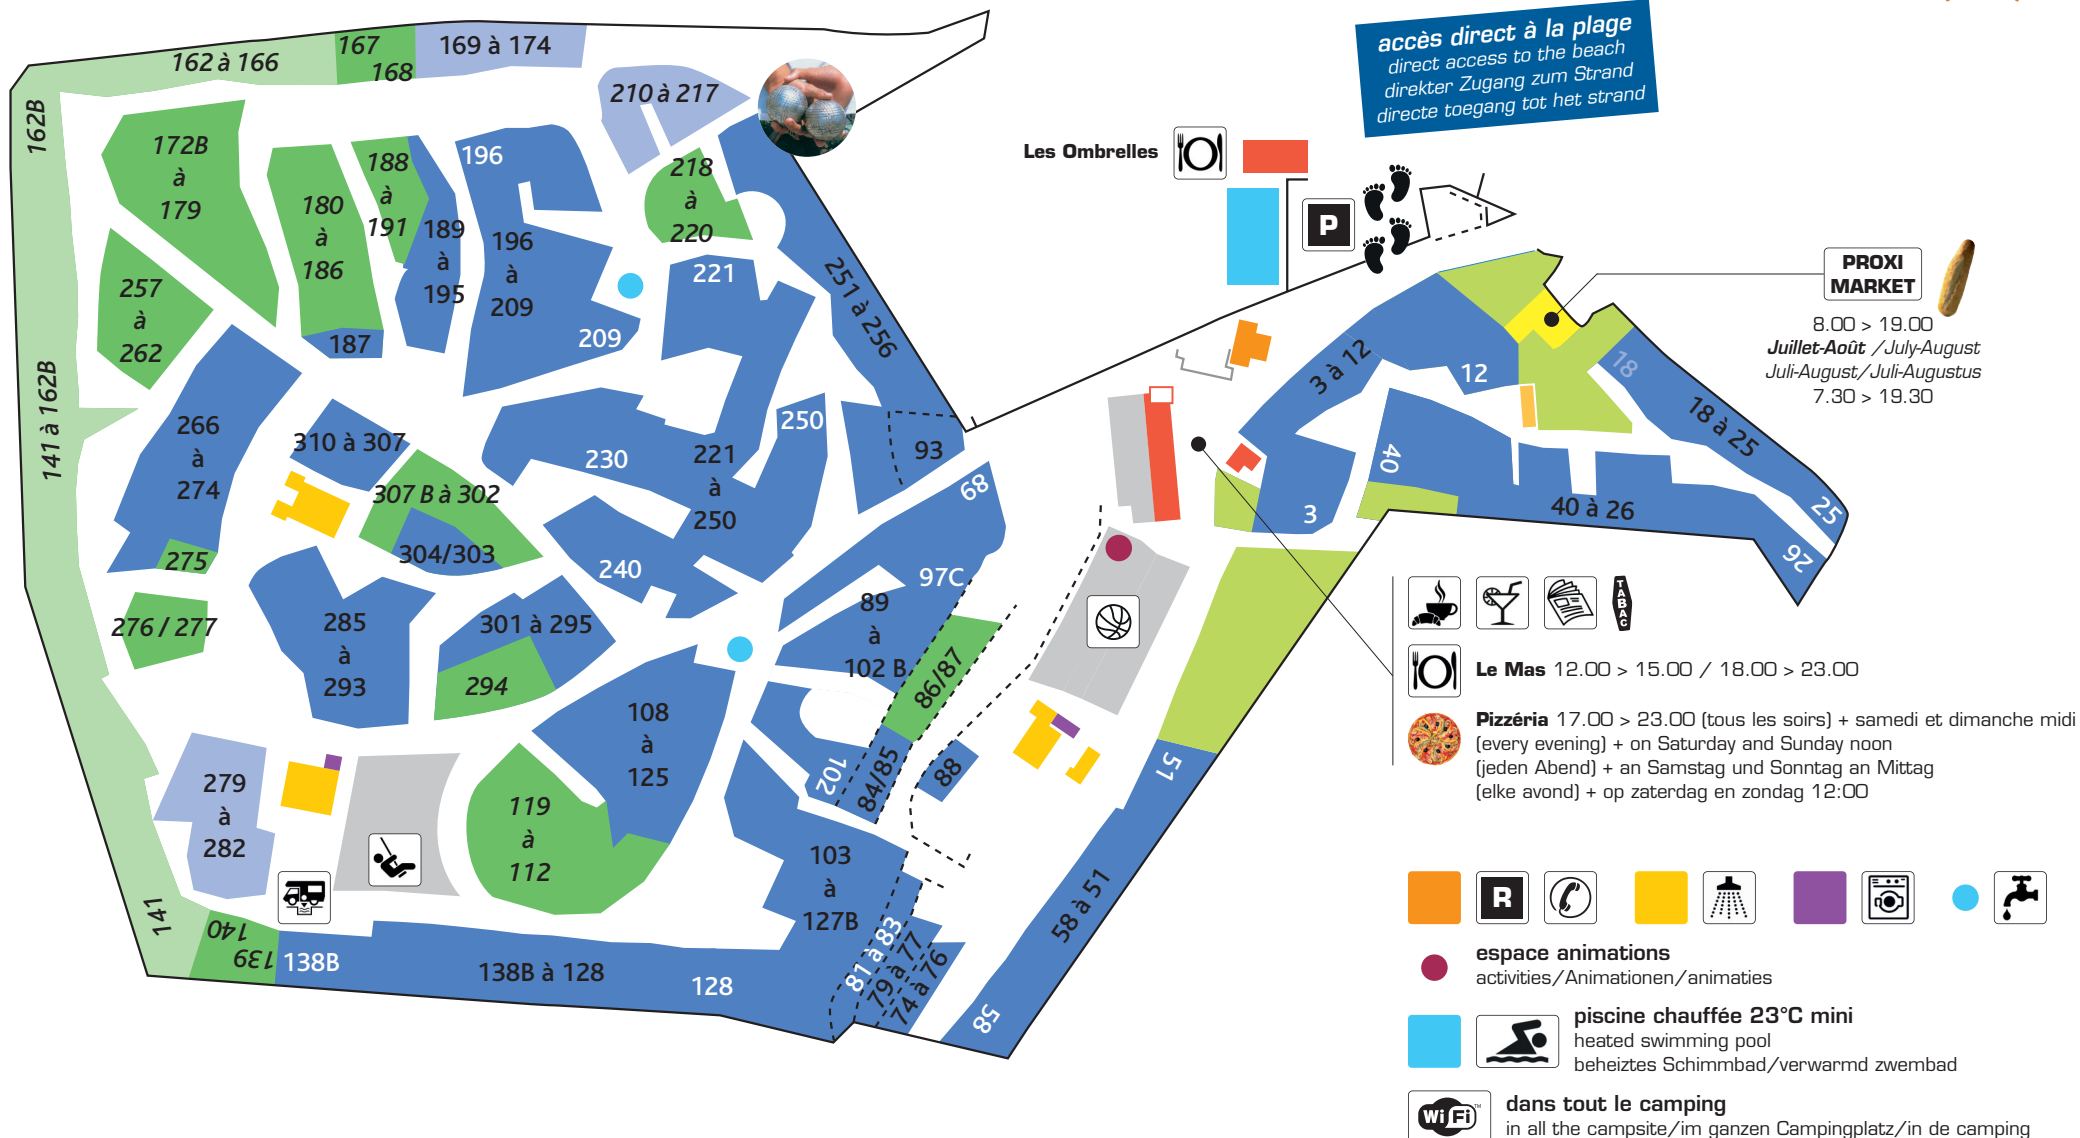 162 à 166
167
168
169 à 174
210 à 217
162B
172B
à
179
180
à
186
188
à
191
189
à
195
196
196
à
209
209
218
à
220
221
251 à 256
257
à
262
187
141 à 162B
266
à
274
275
276 / 277
310 à 307
307 B à 302
304/303
230
221
à
250
250
93
68
240
97C
89
à
102 B
86/87
84/85
88
102
285
à
293
301 à 295
294
108
à
125
119
à
112
279
à
282
141
140
139
138B
138B à 128
128
103
à
127B
81 à 83
79 à 77
74 à 76
58
58 à 51
51
accès direct à la plage
direct access to the beach
direkter Zugang zum Strand
directe toegang tot het strand
Les Ombrelles
P
3 à 12
12
3
40
40 à 26
18
18 à 25
25
26
PROXI
MARKET
8.00 > 19.00
Juillet-Août /July-August
Juli-August/Juli-Augustus
7.30 > 19.30
TABAC
Le Mas 12.00 > 15.00 / 18.00 > 23.00
Pizzéria 17.00 > 23.00 (tous les soirs) + samedi et dimanche midi
(every evening) + on Saturday and Sunday noon
(jeden Abend) + an Samstag und Sonntag an Mittag
(elke avond) + op zaterdag en zondag 12:00
R
espace animations
activities/Animationen/animaties
piscine chauffée 23°C mini
heated swimming pool
beheiztes Schimmbad/verwarmd zwembad
WiFi™
dans tout le camping
in all the campsite/im ganzen Campingplatz/in de camping